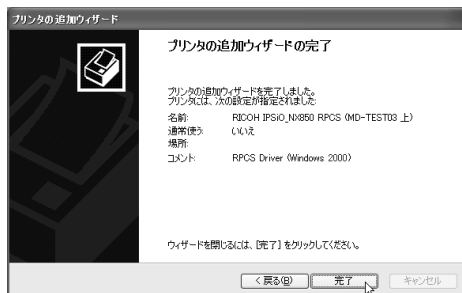 プリンタの追加ウィザード
プリンタの追加ウィザードの完了
プリンタの追加ウィザードを完了しました。
プリンタには、次の設定が指定されました:
名前: RICOH IPSiO_NX850 RPCS (MD-TEST03 上)
通常使う: いいえ
場所:
コメント: RPCS Driver (Windows 2000)
ウィザードを閉じるには、[完了] をクリックしてください。
< 戻る(B) 完了 キャンセル